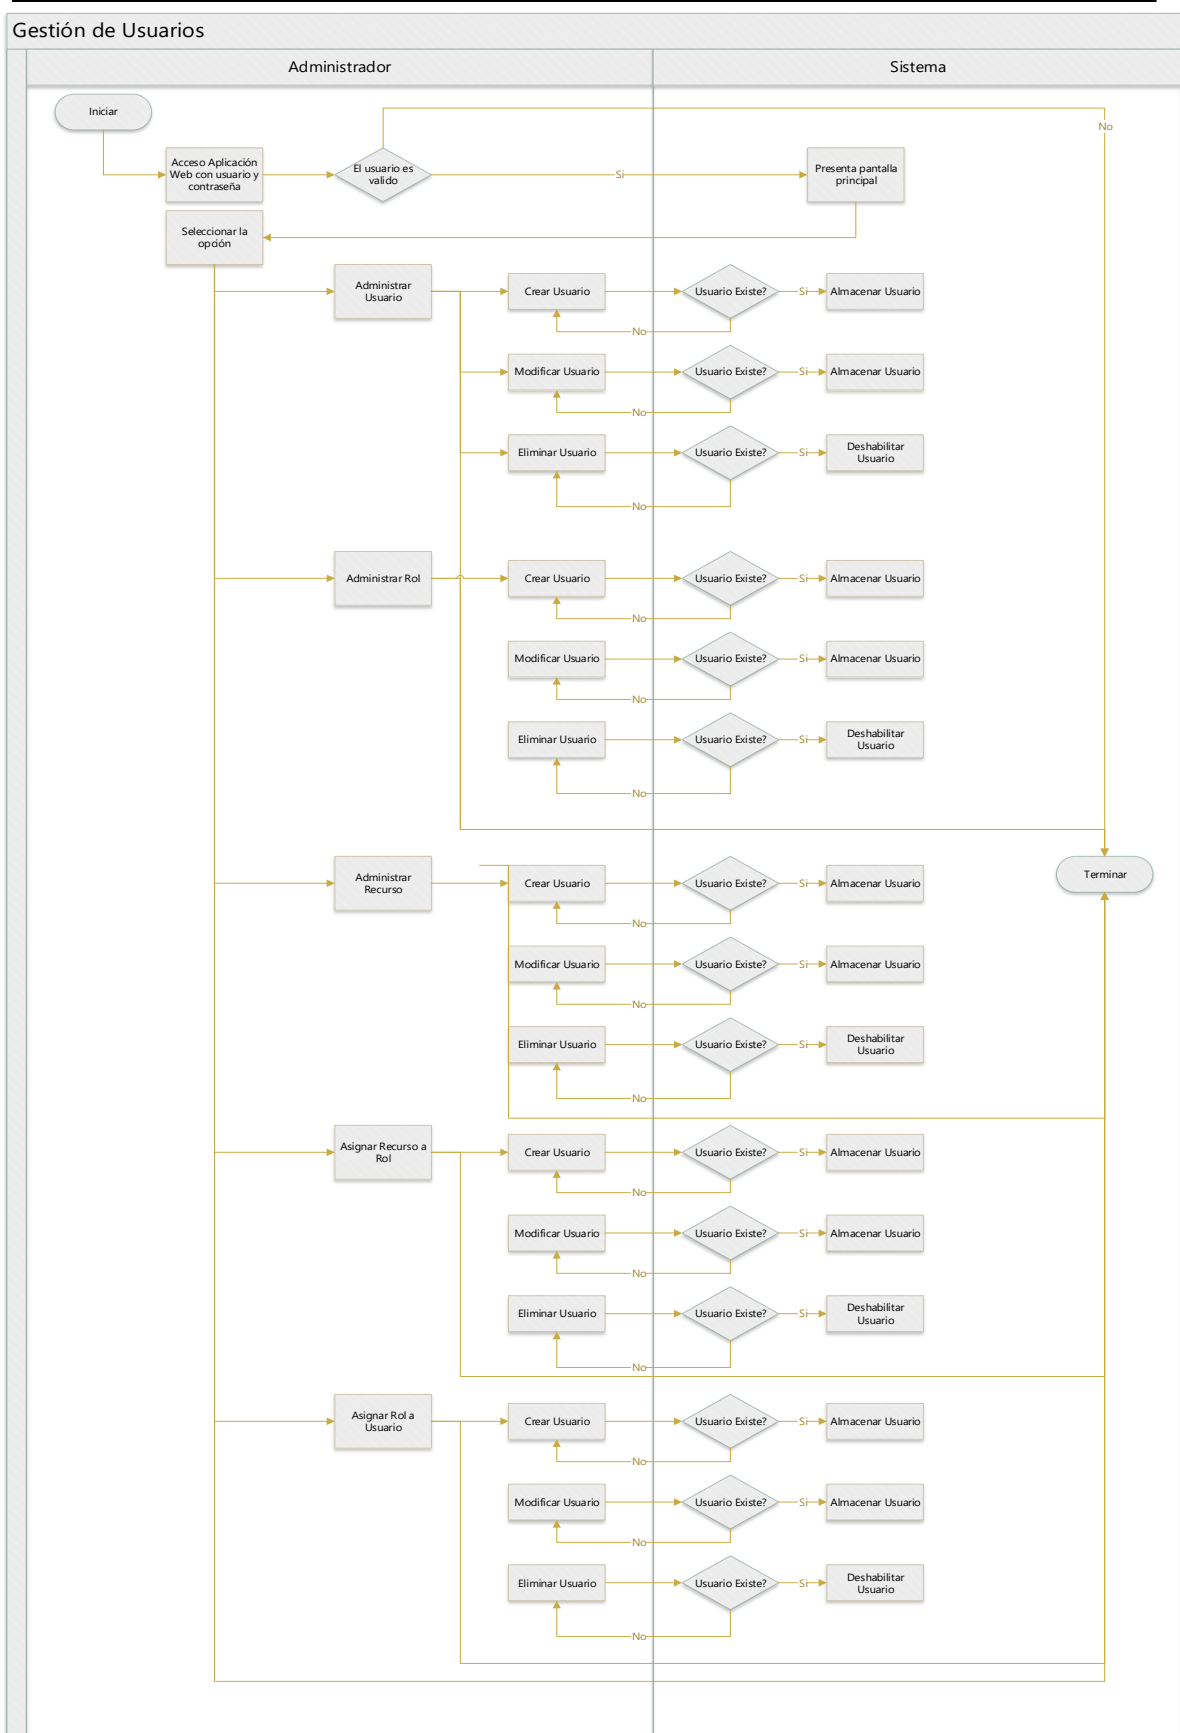 Gestión de Usuarios
Administrador
Sistema
Iniciar
No
Acceso Aplicación
Web con usuario y
contraseña
El usuario es
valido
Si
Presenta pantalla
principal
Seleccionar la
opción
Administrar
Usuario
Crear Usuario
Usuario Existe?
Si
Almacenar Usuario
No
Modificar Usuario
Usuario Existe?
Si
Almacenar Usuario
No
Eliminar Usuario
Usuario Existe?
Si
Deshabilitar
Usuario
No
Administrar Rol
Crear Usuario
Usuario Existe?
Si
Almacenar Usuario
No
Modificar Usuario
Usuario Existe?
Si
Almacenar Usuario
No
Eliminar Usuario
Usuario Existe?
Si
Deshabilitar
Usuario
No
Administrar
Recurso
Crear Usuario
Usuario Existe?
Si
Almacenar Usuario
Terminar
No
Modificar Usuario
Usuario Existe?
Si
Almacenar Usuario
No
Eliminar Usuario
Usuario Existe?
Si
Deshabilitar
Usuario
No
Asignar Recurso a
Rol
Crear Usuario
Usuario Existe?
Si
Almacenar Usuario
No
Modificar Usuario
Usuario Existe?
Si
Almacenar Usuario
No
Eliminar Usuario
Usuario Existe?
Si
Deshabilitar
Usuario
No
Asignar Rol a
Usuario
Crear Usuario
Usuario Existe?
Si
Almacenar Usuario
No
Modificar Usuario
Usuario Existe?
Si
Almacenar Usuario
No
Eliminar Usuario
Usuario Existe?
Si
Deshabilitar
Usuario
No